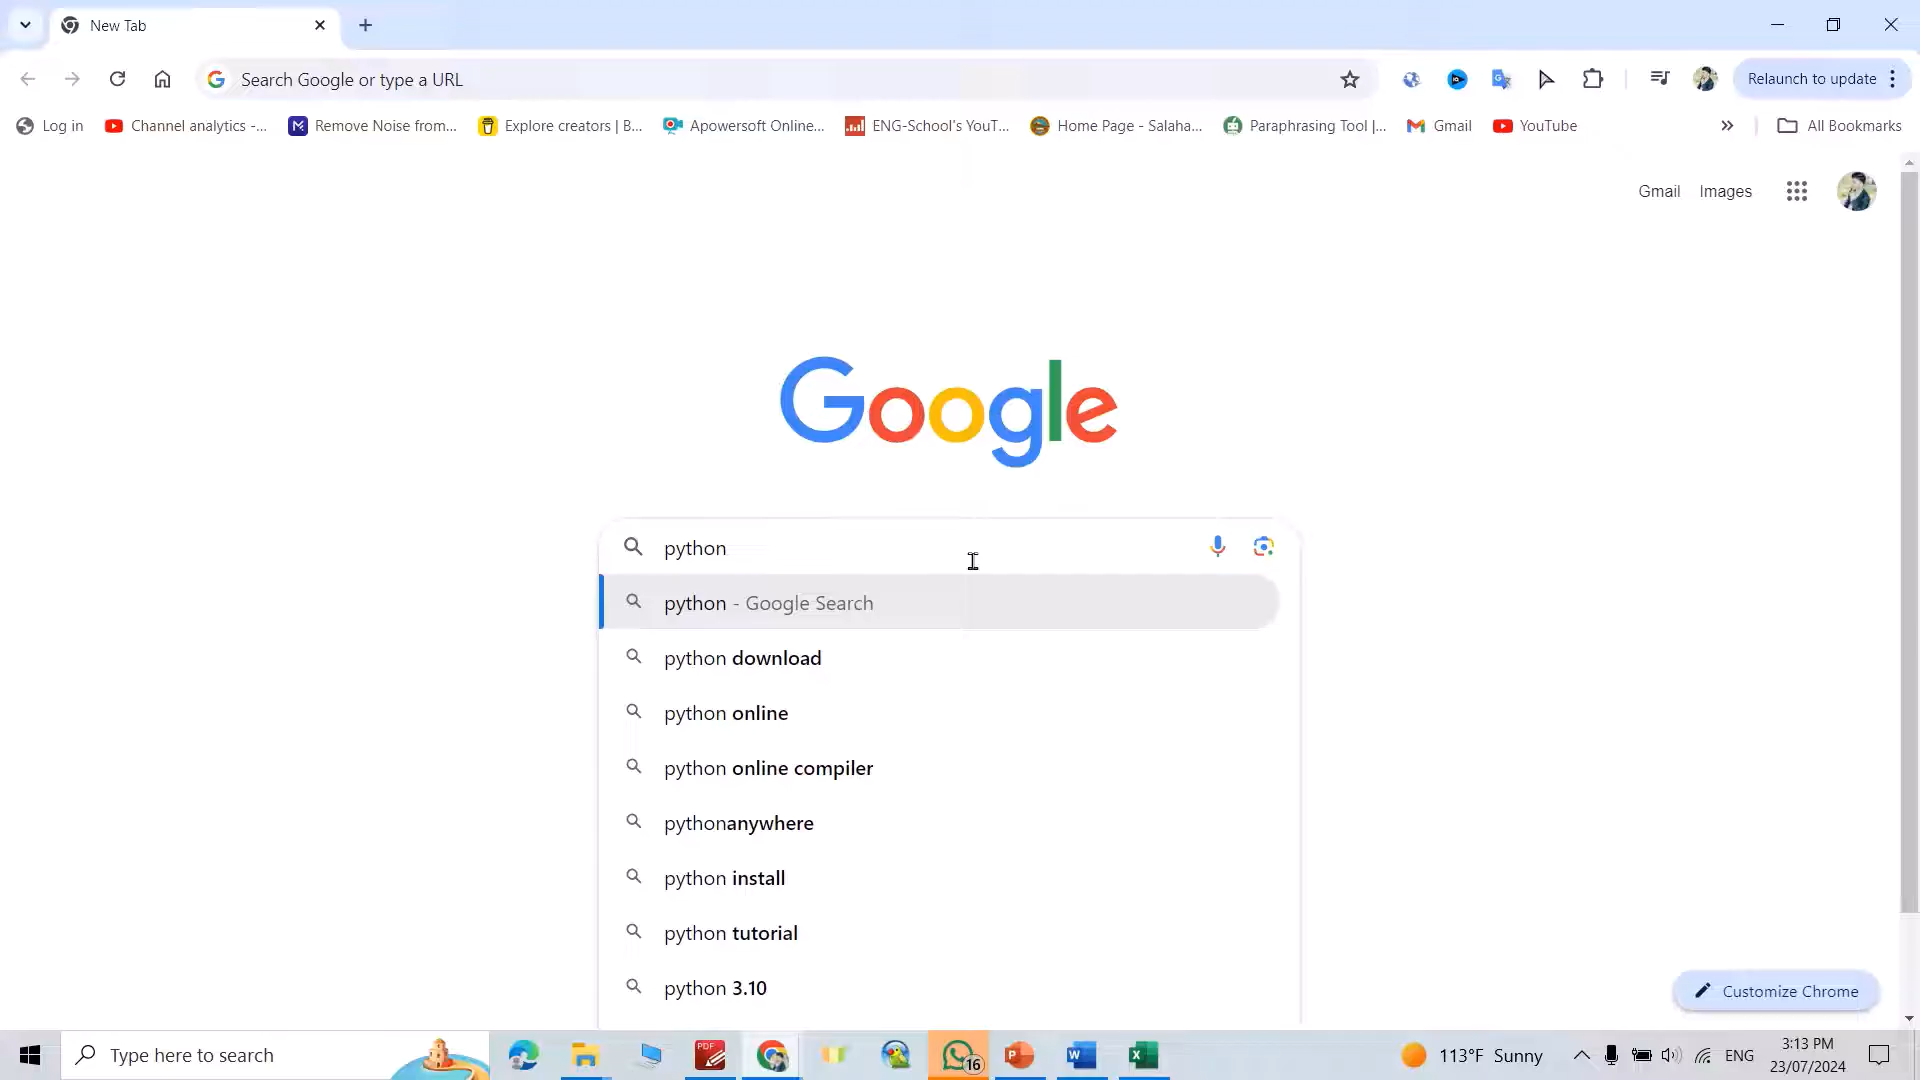 New Tab
Search Google or type a URL
Relaunch to update
Log in
Channel analytics -...
Remove Noise from...
Explore creators | B...
Apowersoft Online...
ENG-School's YouT...
Home Page - Salaha...
Paraphrasing Tool |...
Gmail
YouTube
All Bookmarks
Gmail Images
Google
python
python - Google Search
python download
python online
python online compiler
pythonanywhere
python install
python tutorial
python 3.10
Customize Chrome
Type here to search
PDF
16
113°F Sunny
ENG
3:13 PM
23/07/2024